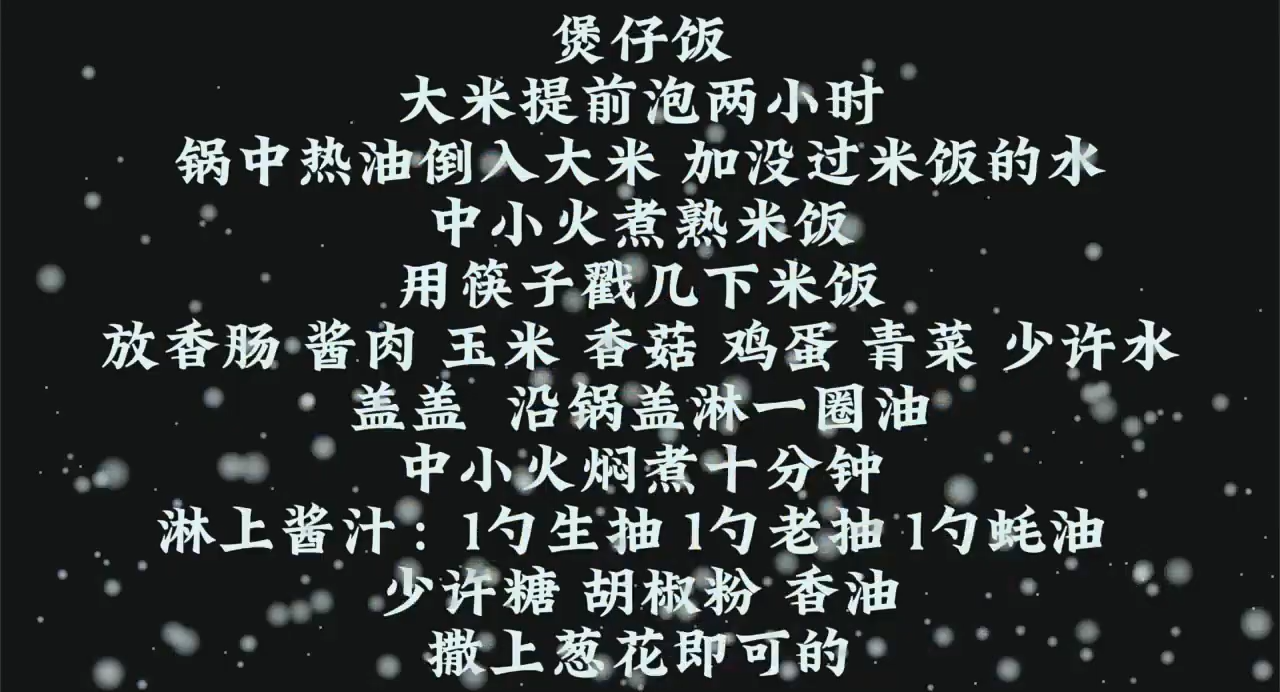 煲仔饭
大米提前泡两小时
锅中热油倒入大米 加没过米饭的水
中小火煮熟米饭
用筷子戳几下米饭
放香肠 酱肉 玉米 香菇 鸡蛋 青菜 少许水
盖盖 沿锅盖淋一圈油
中小火焖煮十分钟
淋上酱汁：1勺生抽 1勺老抽 1勺蚝油
少许糖 胡椒粉 香油
撒上葱花即可的